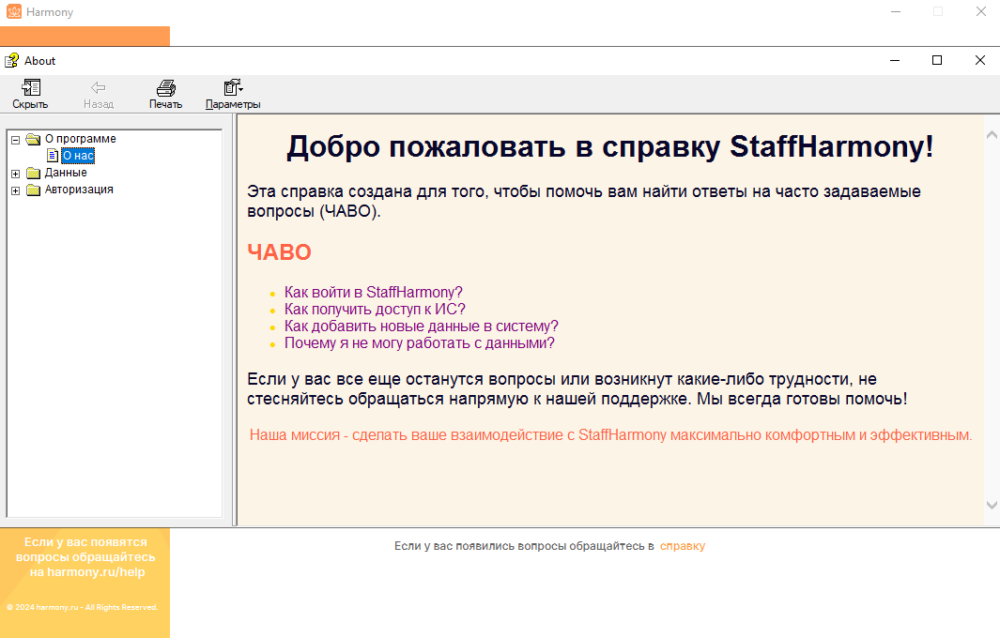 Harmony
About
Скрыть
Назад
Печать
Параметры
О программе
О нас
Данные
Авторизация
Добро пожаловать в справку StaffHarmony!
Эта справка создана для того, чтобы помочь вам найти ответы на часто задаваемые
вопросы (ЧАВО).
ЧАВО
Как войти в StaffHarmony?
Как получить доступ к ИС?
Как добавить новые данные в систему?
Почему я не могу работать с данными?
Если у вас все еще останутся вопросы или возникнут какие-либо трудности, не
стесняйтесь обращаться напрямую к нашей поддержке. Мы всегда готовы помочь!
Наша миссия - сделать ваше взаимодействие с StaffHarmony максимально комфортным и эффективным.
Если у вас появятся
вопросы обращайтесь
на harmony.ru/help
© 2024 harmony.ru - All Rights Reserved.
Если у вас появились вопросы обращайтесь в справку